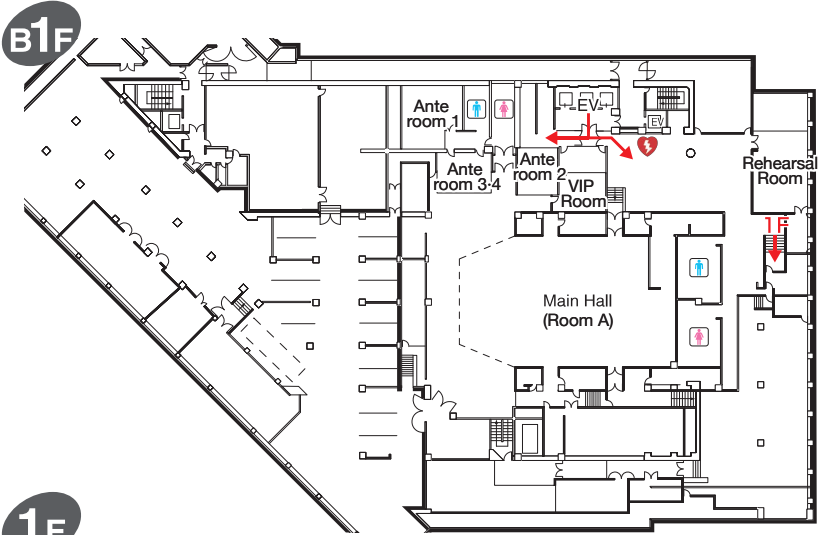 B1F
EV
Ante
room 1
EV
Ante
room 3·4
Ante
room 2
Rehearsal
Room
VIP
Room
1F
Main Hall
(Room A)
1F